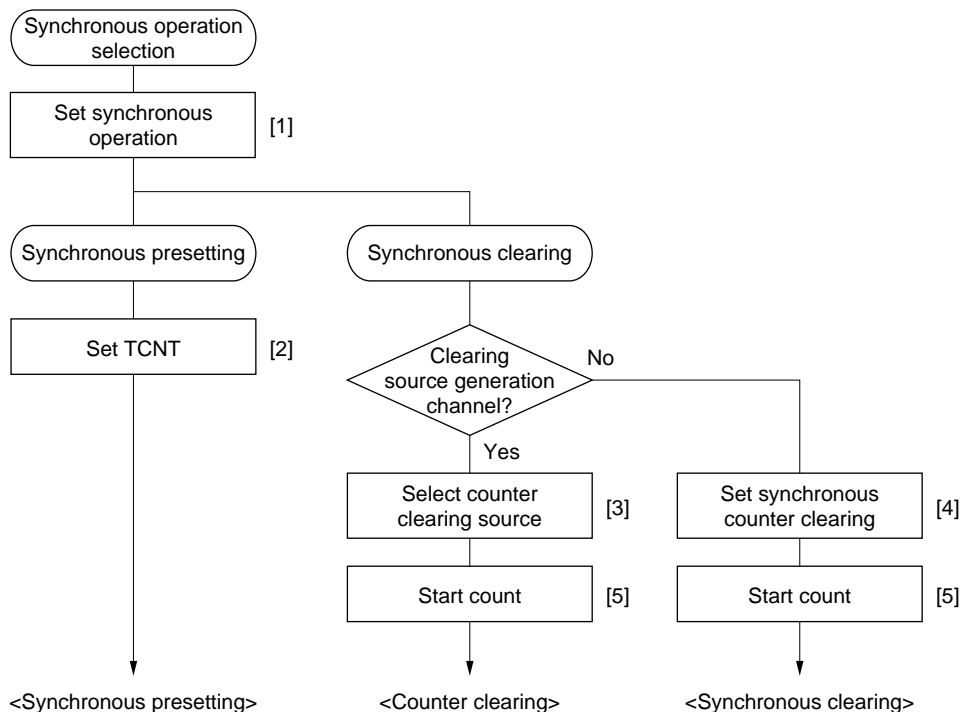 Synchronous operation
selection
Set synchronous
operation
[1]
Synchronous presetting
Synchronous clearing
Set TCNT
[2]
Clearing
source generation
channel?
No
Yes
Select counter
clearing source
[3]
Set synchronous
counter clearing
[4]
Start count
[5]
Start count
[5]
<Synchronous presetting>
<Counter clearing>
<Synchronous clearing>